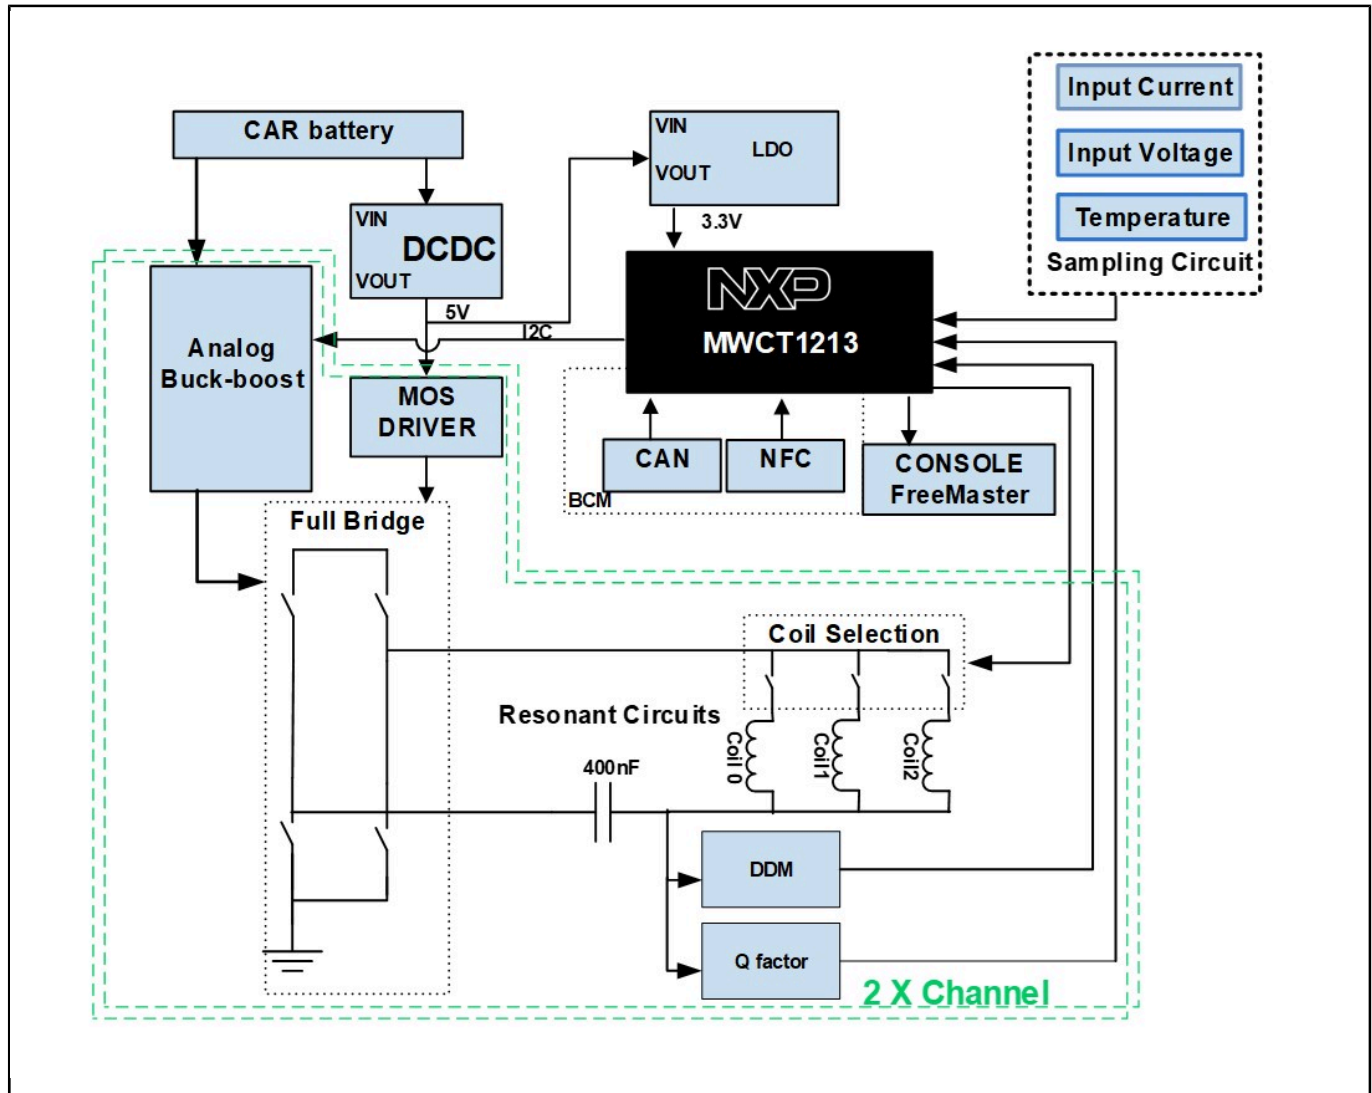 Input Current
Input Voltage
Temperature
Sampling Circuit
CAR battery
VIN
LDO
VOUT
3.3V
VIN
DCDC
VOUT
5V
I2C
NXP
MWCT1213
Analog
Buck-boost
MOS
DRIVER
CAN
NFC
BCM
CONSOLE
FreeMaster
Full Bridge
Coil Selection
Resonant Circuits
400nF
Coil 0
Coil1
Coil2
DDM
Q factor
2 X Channel